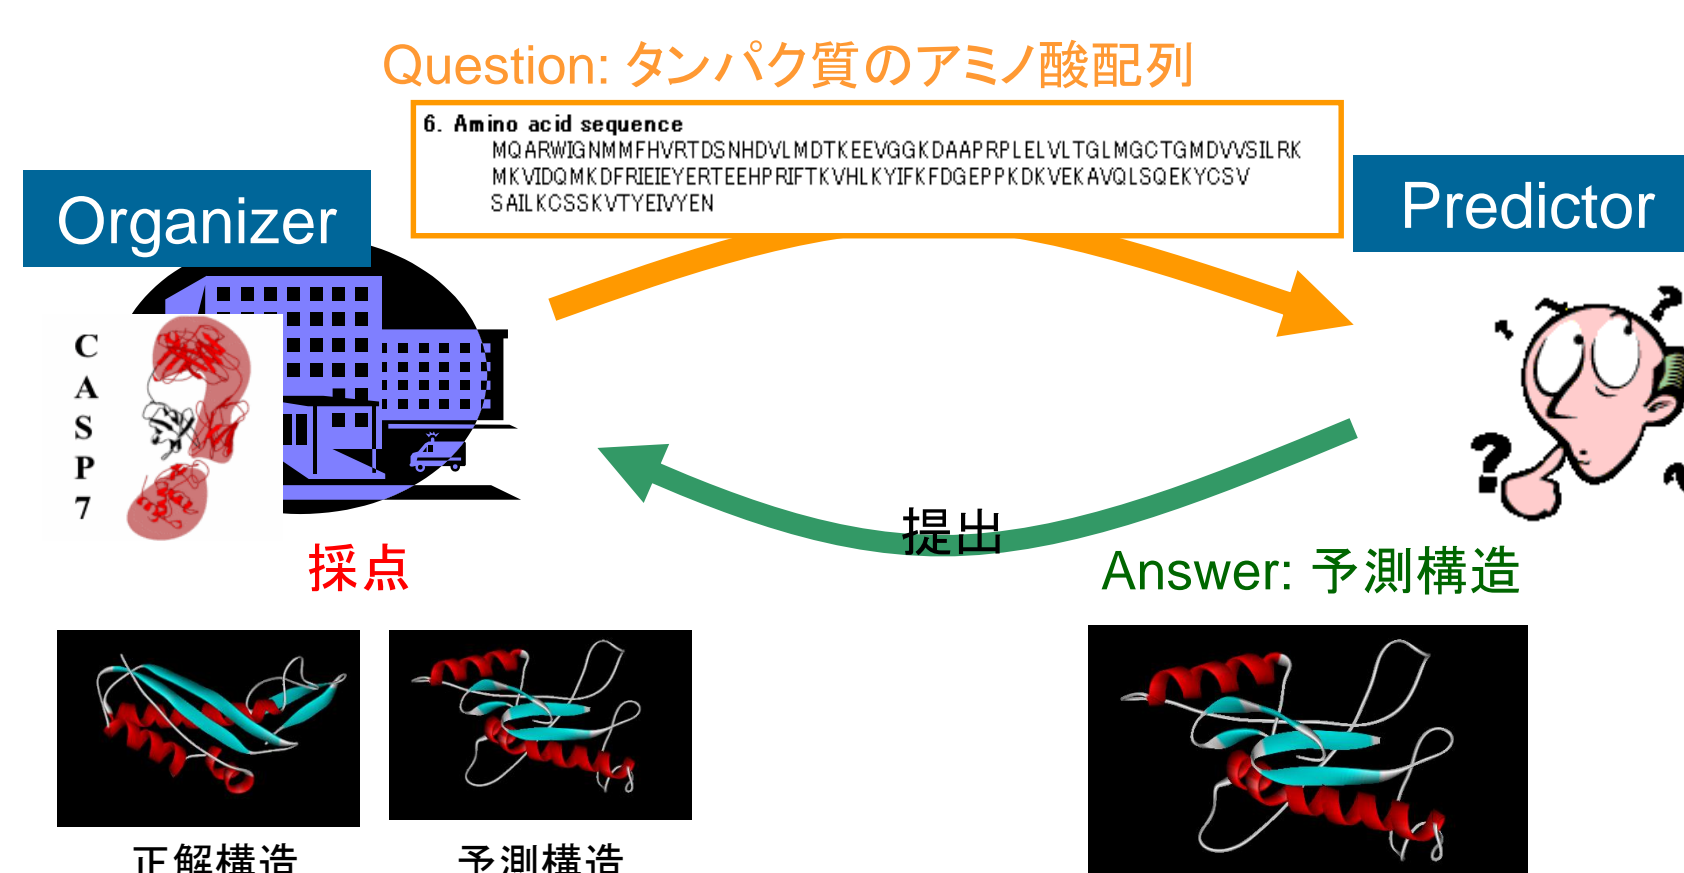 Question: タンパク質のアミノ酸配列
6. Amino acid sequence
MQARWIGNMMFHVRTDSNHDVLMDTKEEVGGKDAAPRPLELVLTGLMGCTGMDVVSILRK
MKVIDQMKDFRIEIEYERTEEHPRIFTKVHLKYIFKFDGEPPKDKVEKAVQLSQEKYCSV
SAILKCSSKVTYEIVYEN
Organizer
Predictor
C
A
S
P
7
?
?
提出
採点
Answer: 予測構造
正解構造
予測構造